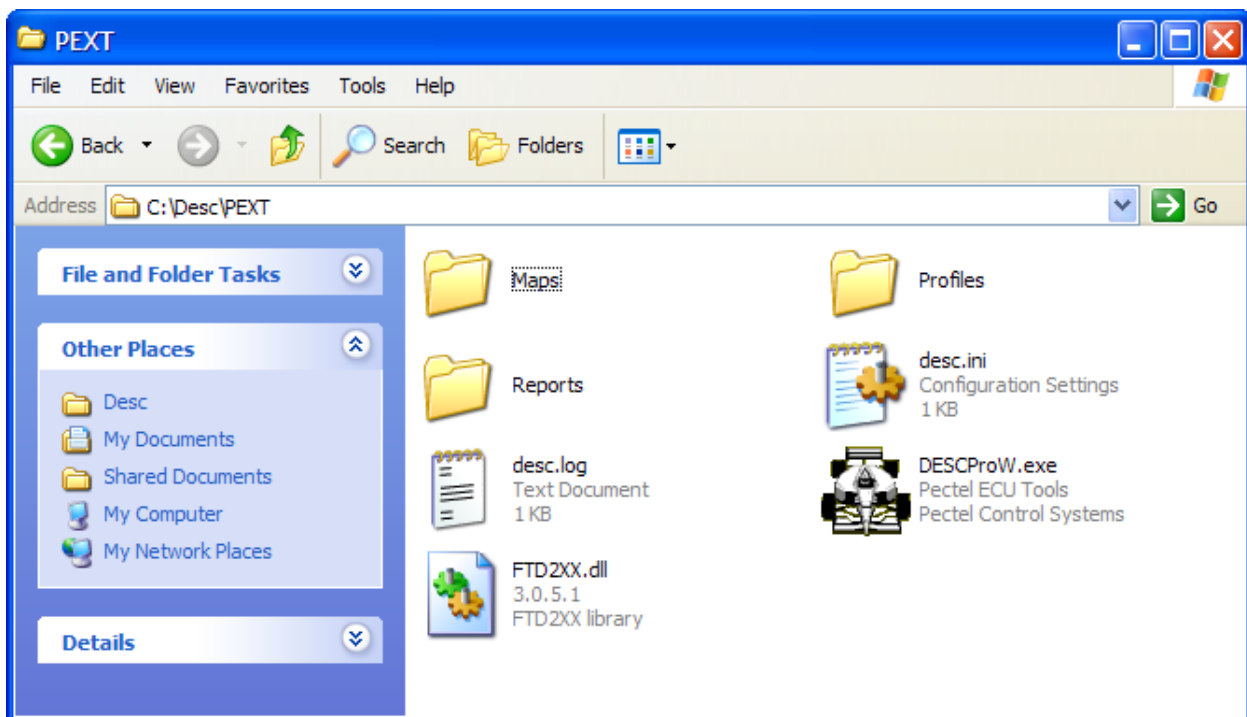 PEXT
File Edit View Favorites Tools Help
Back Search Folders
Address C:\Desc\PEXT Go
File and Folder Tasks
Other Places
Desc
My Documents
Shared Documents
My Computer
My Network Places
Details
Maps
Profiles
Reports
desc.ini
Configuration Settings
1 KB
desc.log
Text Document
1 KB
DESCProW.exe
Pectel ECU Tools
Pectel Control Systems
FTD2XX.dll
3.0.5.1
FTD2XX library